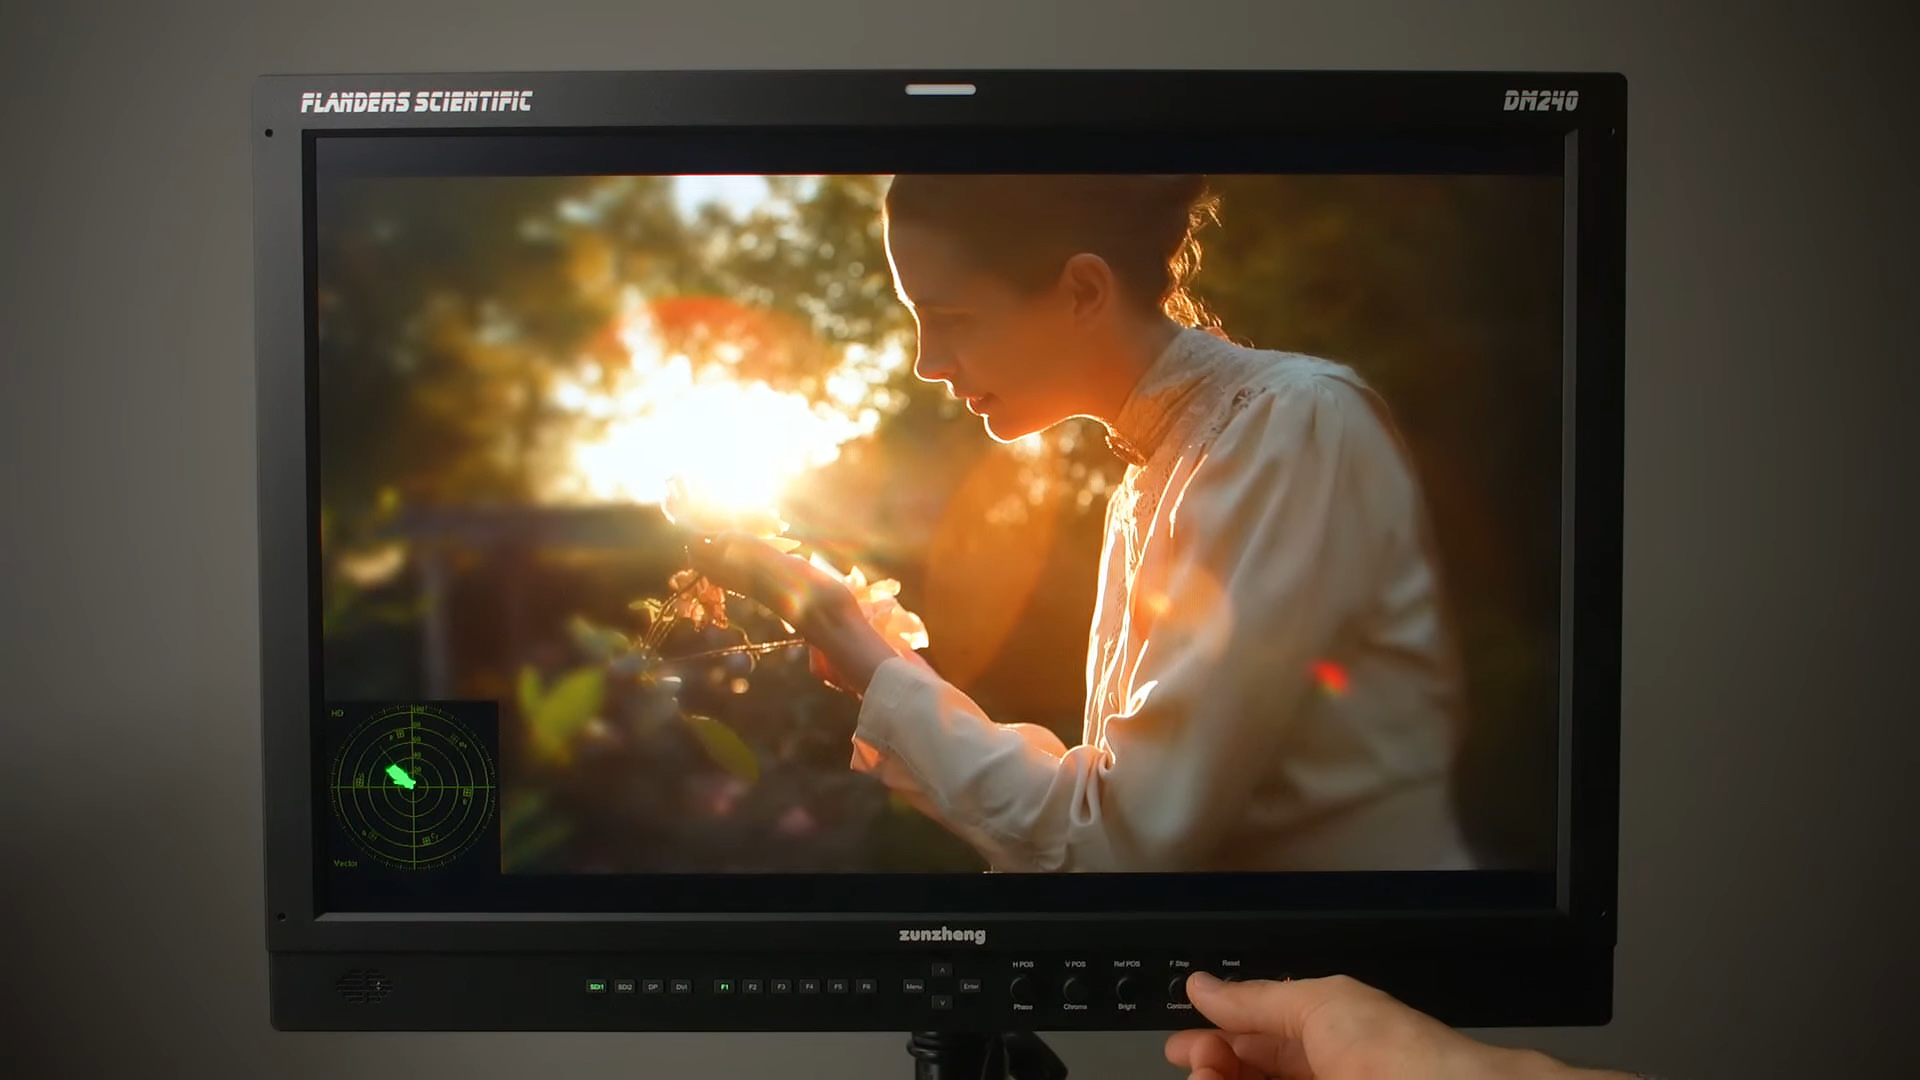 FLANDERS SCIENTIFIC
DM240
HD
Vector
zunzheng
H POS
V POS
Ref POS
F Stop
Reset
SDI1
SDI2
DP
DVI
F1
F2
F3
F4
F5
F6
Menu
Enter
Phase
Chroma
Bright
Contrast